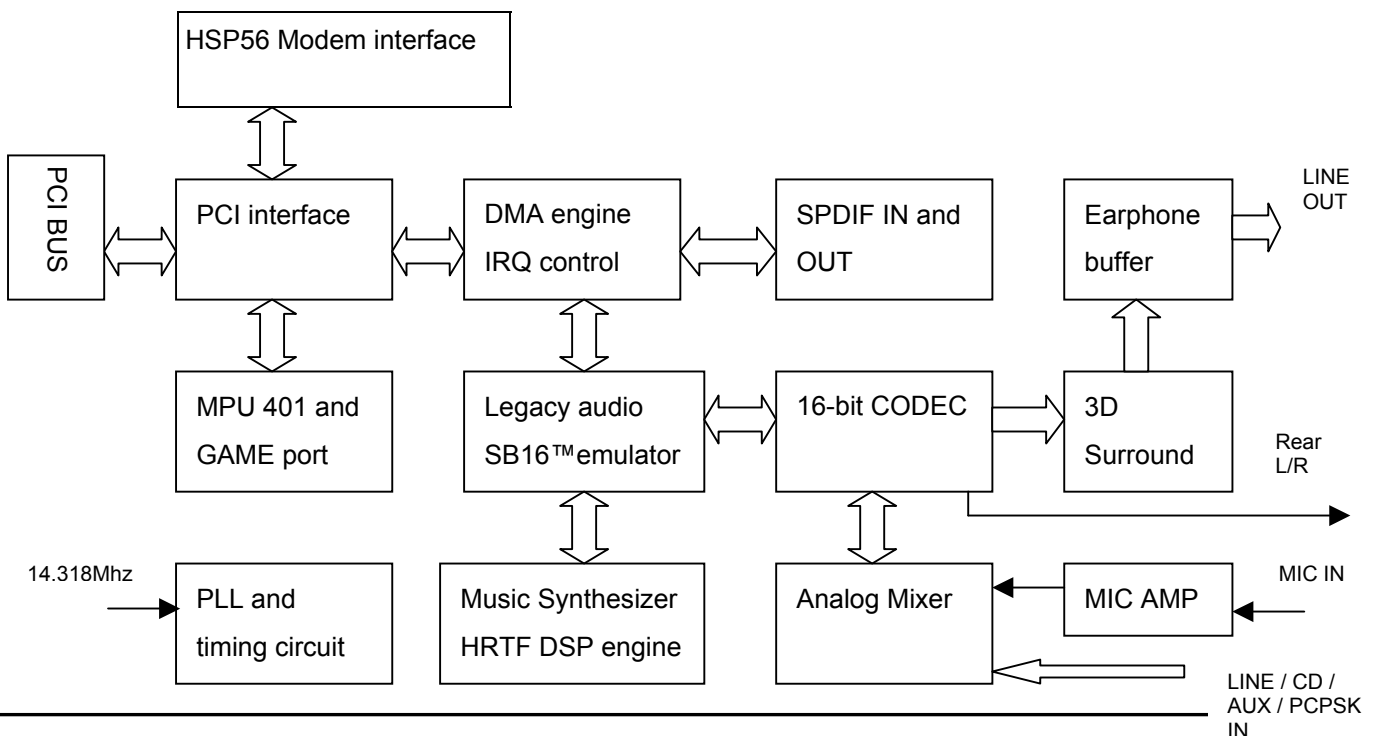 HSP56 Modem interface
PCI BUS
PCI interface
DMA engine
IRQ control
SPDIF IN and
OUT
Earphone
buffer
LINE
OUT
MPU 401 and
GAME port
Legacy audio
SB16™emulator
16-bit CODEC
3D
Surround
Rear
L/R
14.318Mhz
PLL and
timing circuit
Music Synthesizer
HRTF DSP engine
Analog Mixer
MIC AMP
MIC IN
LINE / CD /
AUX / PCPSK
IN